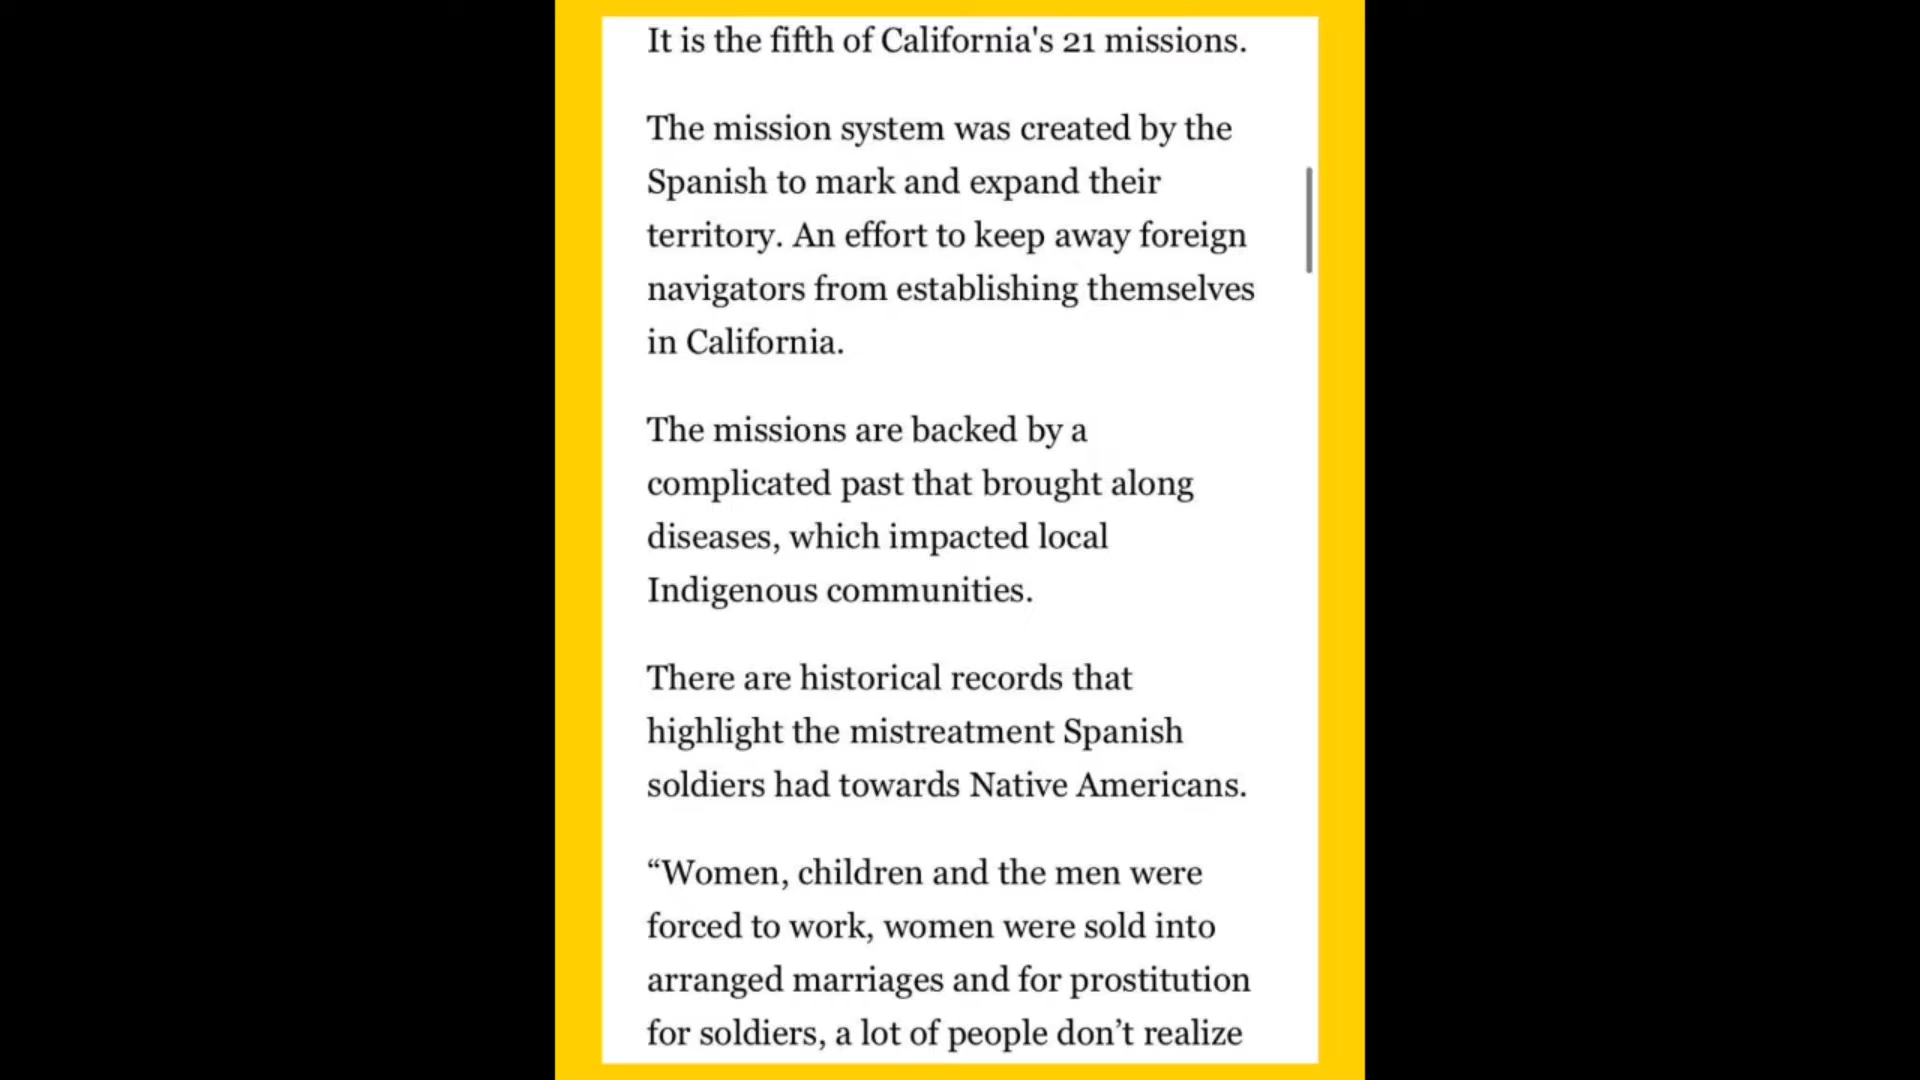 It is the fifth of California's 21 missions.
The mission system was created by the
Spanish to mark and expand their
territory. An effort to keep away foreign
navigators from establishing themselves
in California.
The missions are backed by a
complicated past that brought along
diseases, which impacted local
Indigenous communities.
There are historical records that
highlight the mistreatment Spanish
soldiers had towards Native Americans.
“Women, children and the men were
forced to work, women were sold into
arranged marriages and for prostitution
for soldiers, a lot of people don’t realize